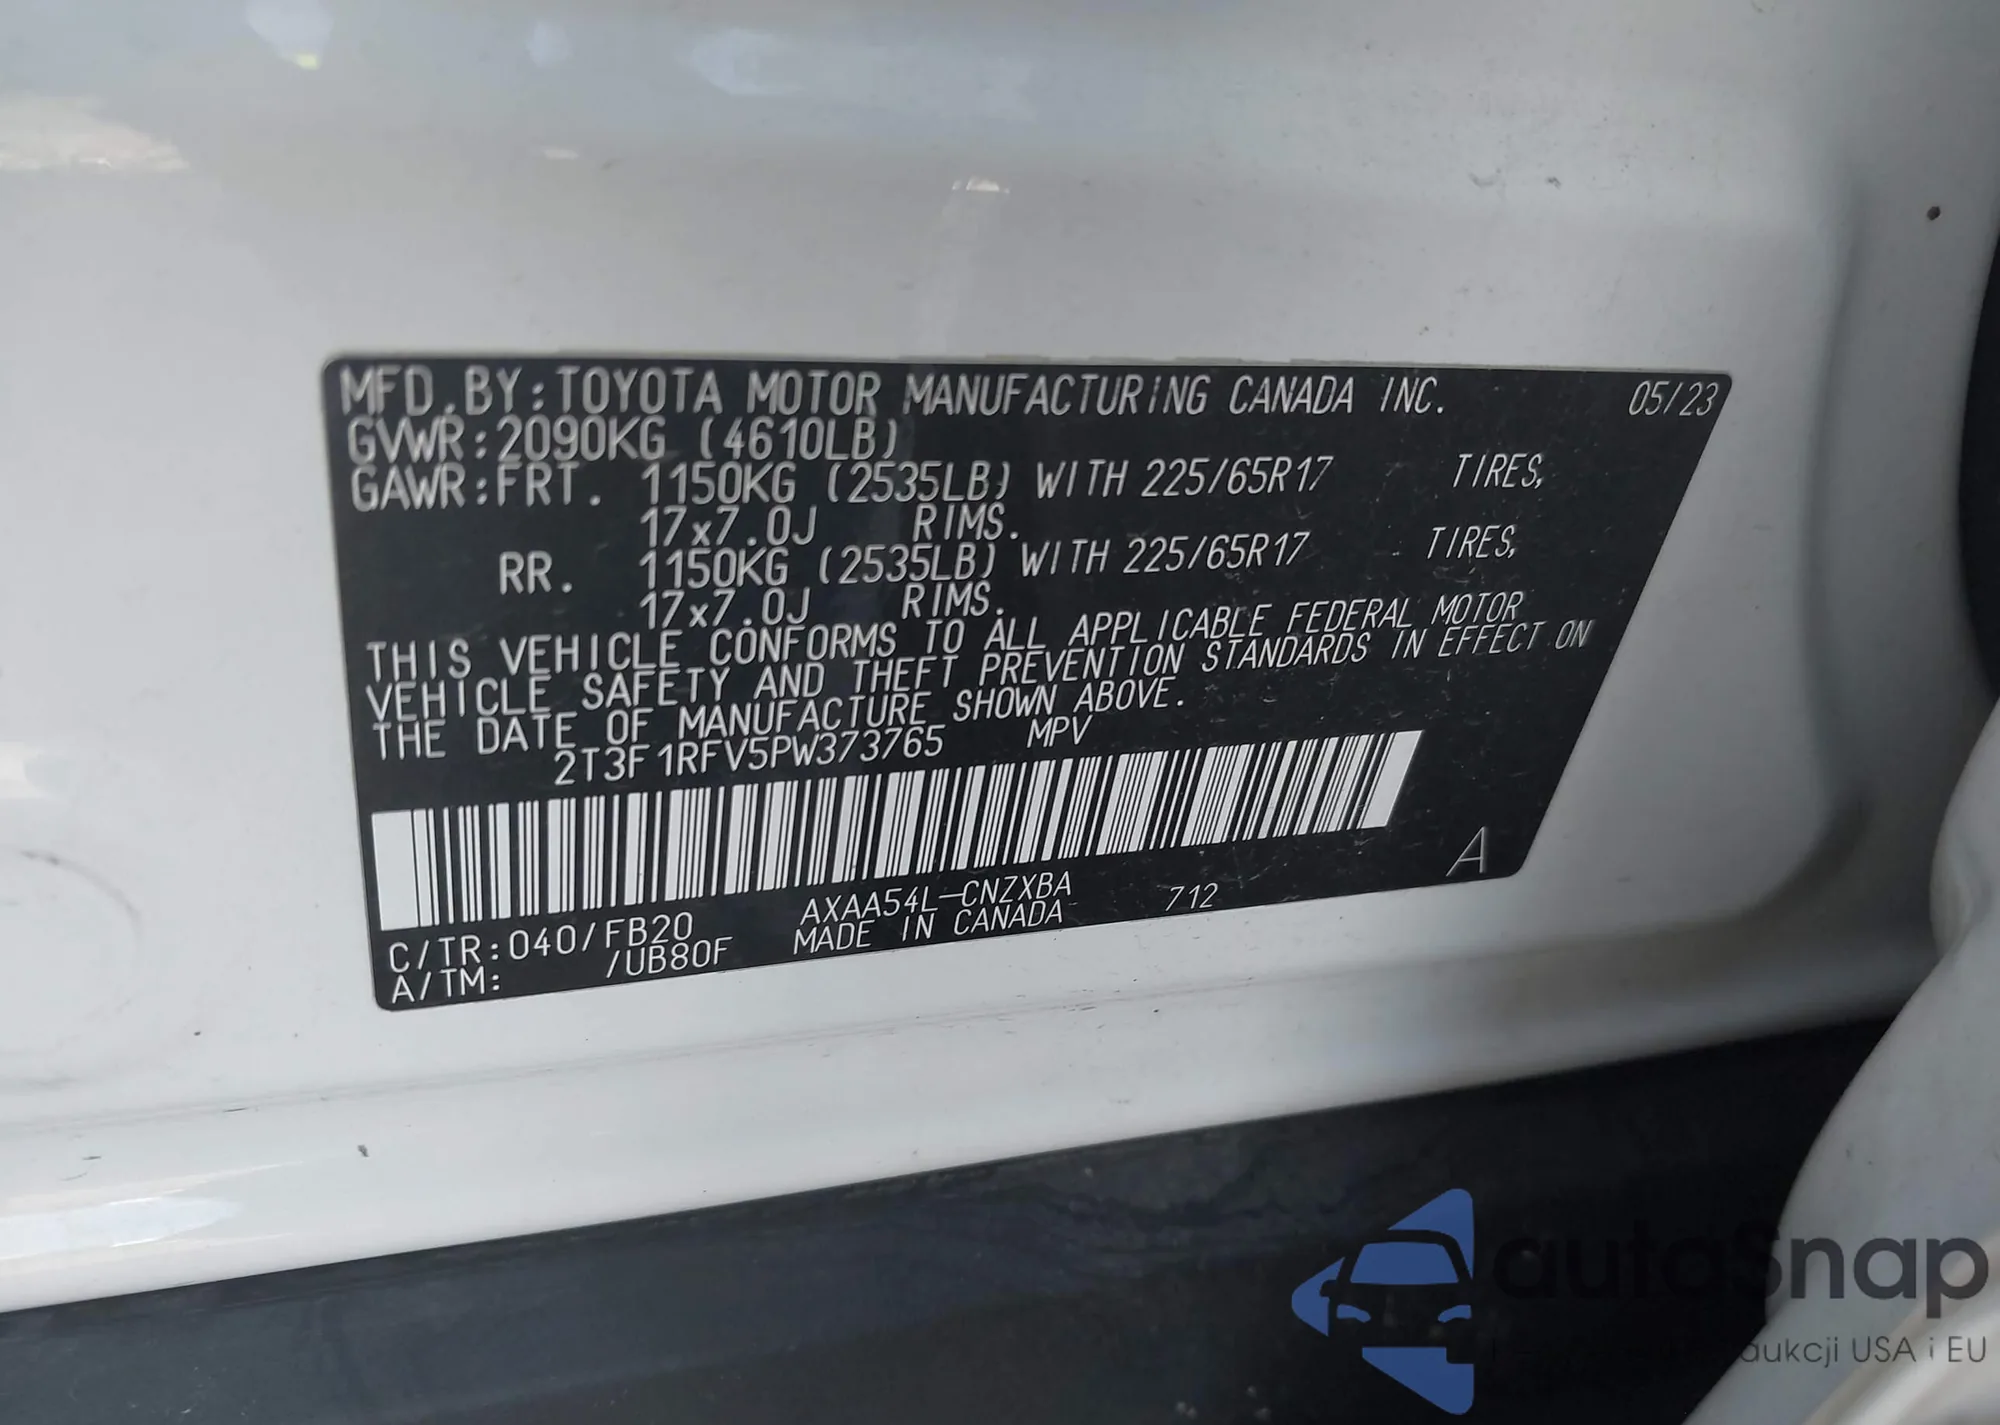 MFD.BY:TOYOTA MOTOR MANUFACTURING CANADA INC. 05/23
GVWR:2090KG (4610LB)
GAWR:FRT. 1150KG (2535LB) WITH 225/65R17 TIRES,
17x7.0J RIMS.
RR. 1150KG (2535LB) WITH 225/65R17 TIRES,
17x7.0J RIMS.
THIS VEHICLE CONFORMS TO ALL APPLICABLE FEDERAL MOTOR
VEHICLE SAFETY AND THEFT PREVENTION STANDARDS IN EFFECT ON
THE DATE OF MANUFACTURE SHOWN ABOVE.
2T3F1RFV5PW373765 MPV
A
C/TR:040/FB20 AXAA54L-CNZXBA 712
A/TM: /UB80F MADE IN CANADA
autoSnap
aukcji USA i EU